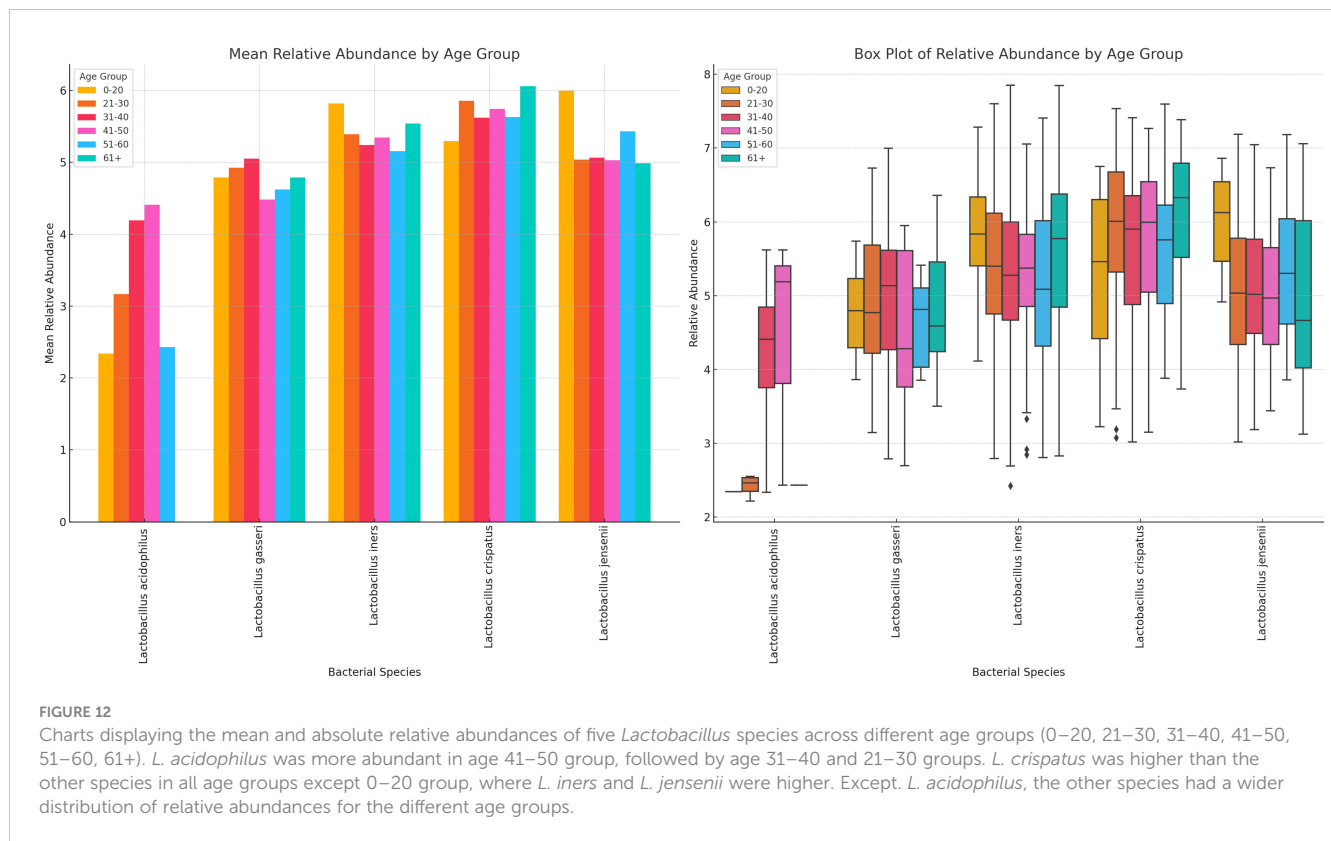 Mean Relative Abundance by Age Group
Age Group
0-20
21-30
31-40
41-50
51-60
61+
Mean Relative Abundance
6
5
4
3
2
1
0
Lactobacillus acidophilus
Lactobacillus gasseri
Lactobacillus iners
Lactobacillus crispatus
Lactobacillus jensenii
Bacterial Species
Box Plot of Relative Abundance by Age Group
Age Group
0-20
21-30
31-40
41-50
51-60
61+
Relative Abundance
8
7
6
5
4
3
2
Lactobacillus acidophilus
Lactobacillus gasseri
Lactobacillus iners
Lactobacillus crispatus
Lactobacillus jensenii
Bacterial Species
FIGURE 12
Charts displaying the mean and absolute relative abundances of five Lactobacillus species across different age groups (0–20, 21–30, 31–40, 41–50,
51–60, 61+). L. acidophilus was more abundant in age 41–50 group, followed by age 31–40 and 21–30 groups. L. crispatus was higher than the
other species in all age groups except 0–20 group, where L. iners and L. jensenii were higher. Except. L. acidophilus, the other species had a wider
distribution of relative abundances for the different age groups.